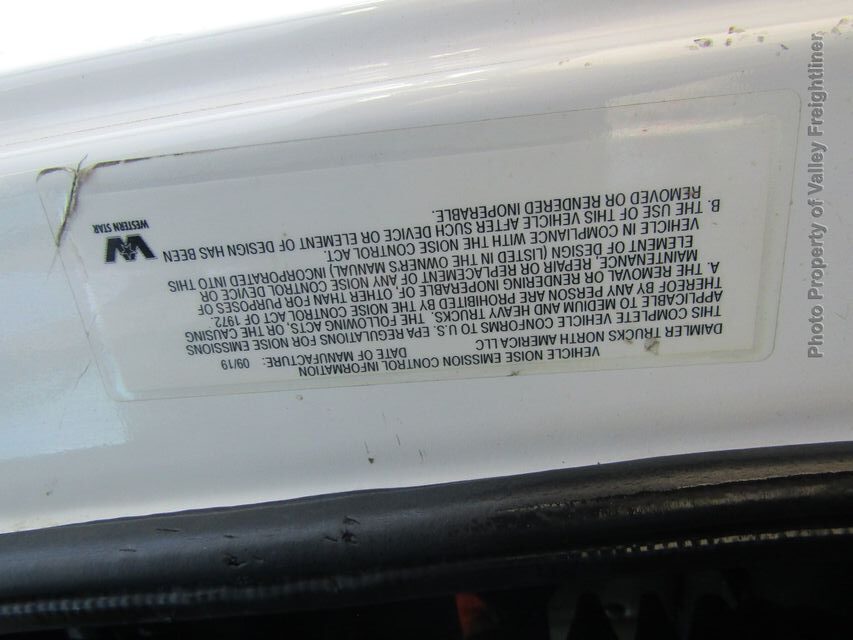 VEHICLE NOISE EMISSION CONTROL INFORMATION
DAIMLER TRUCKS NORTH AMERICA LLC DATE OF MANUFACTURE: 09/19
THIS COMPLETE VEHICLE CONFORMS TO U.S. EPA REGULATIONS FOR NOISE EMISSIONS
APPLICABLE TO MEDIUM AND HEAVY TRUCKS. THE FOLLOWING ACTS, OR THE CAUSING
THEREOF BY ANY PERSON ARE PROHIBITED BY THE NOISE CONTROL ACT OF 1972.
A. THE REMOVAL OR RENDERING INOPERABLE, OTHER THAN FOR PURPOSES OF
MAINTENANCE, REPAIR, OR REPLACEMENT, OF ANY NOISE CONTROL DEVICE OR
ELEMENT OF DESIGN (LISTED IN THE OWNER'S MANUAL) INCORPORATED INTO THIS
VEHICLE IN COMPLIANCE WITH THE NOISE CONTROL ACT.
B. THE USE OF THIS VEHICLE AFTER SUCH DEVICE OR ELEMENT OF DESIGN HAS BEEN
REMOVED OR RENDERED INOPERABLE.
WESTERN STAR
Photo Property of Valley Freightliner